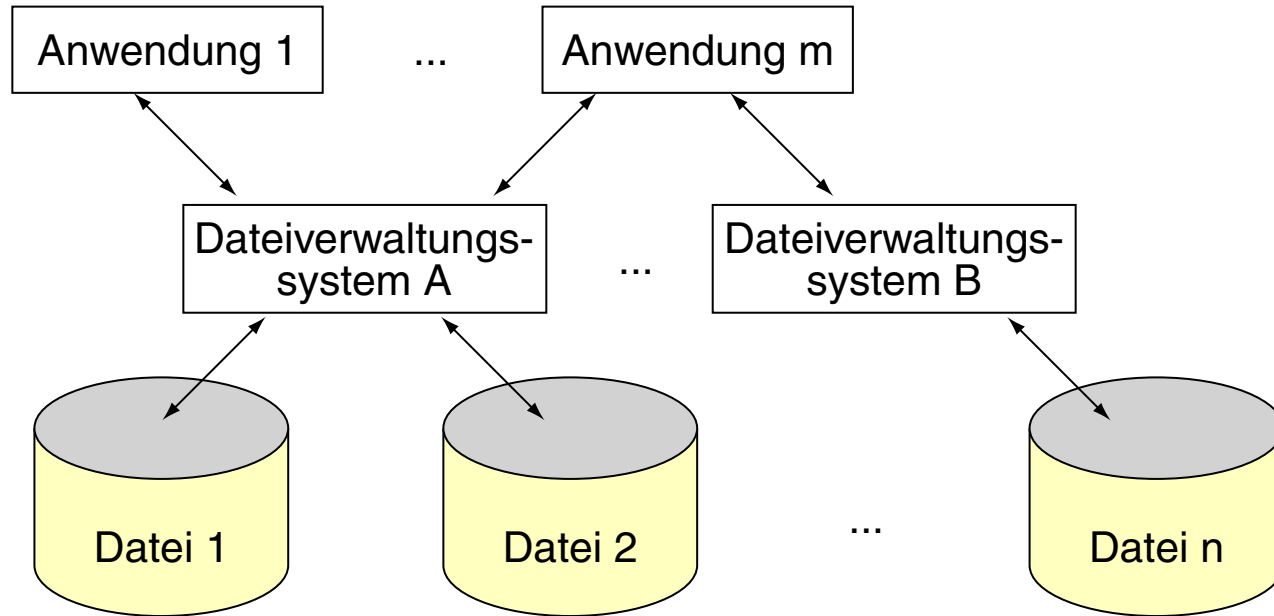 Anwendung 1
...
Anwendung m
Dateiverwaltungs-
system A
...
Dateiverwaltungs-
system B
Datei 1
Datei 2
...
Datei n